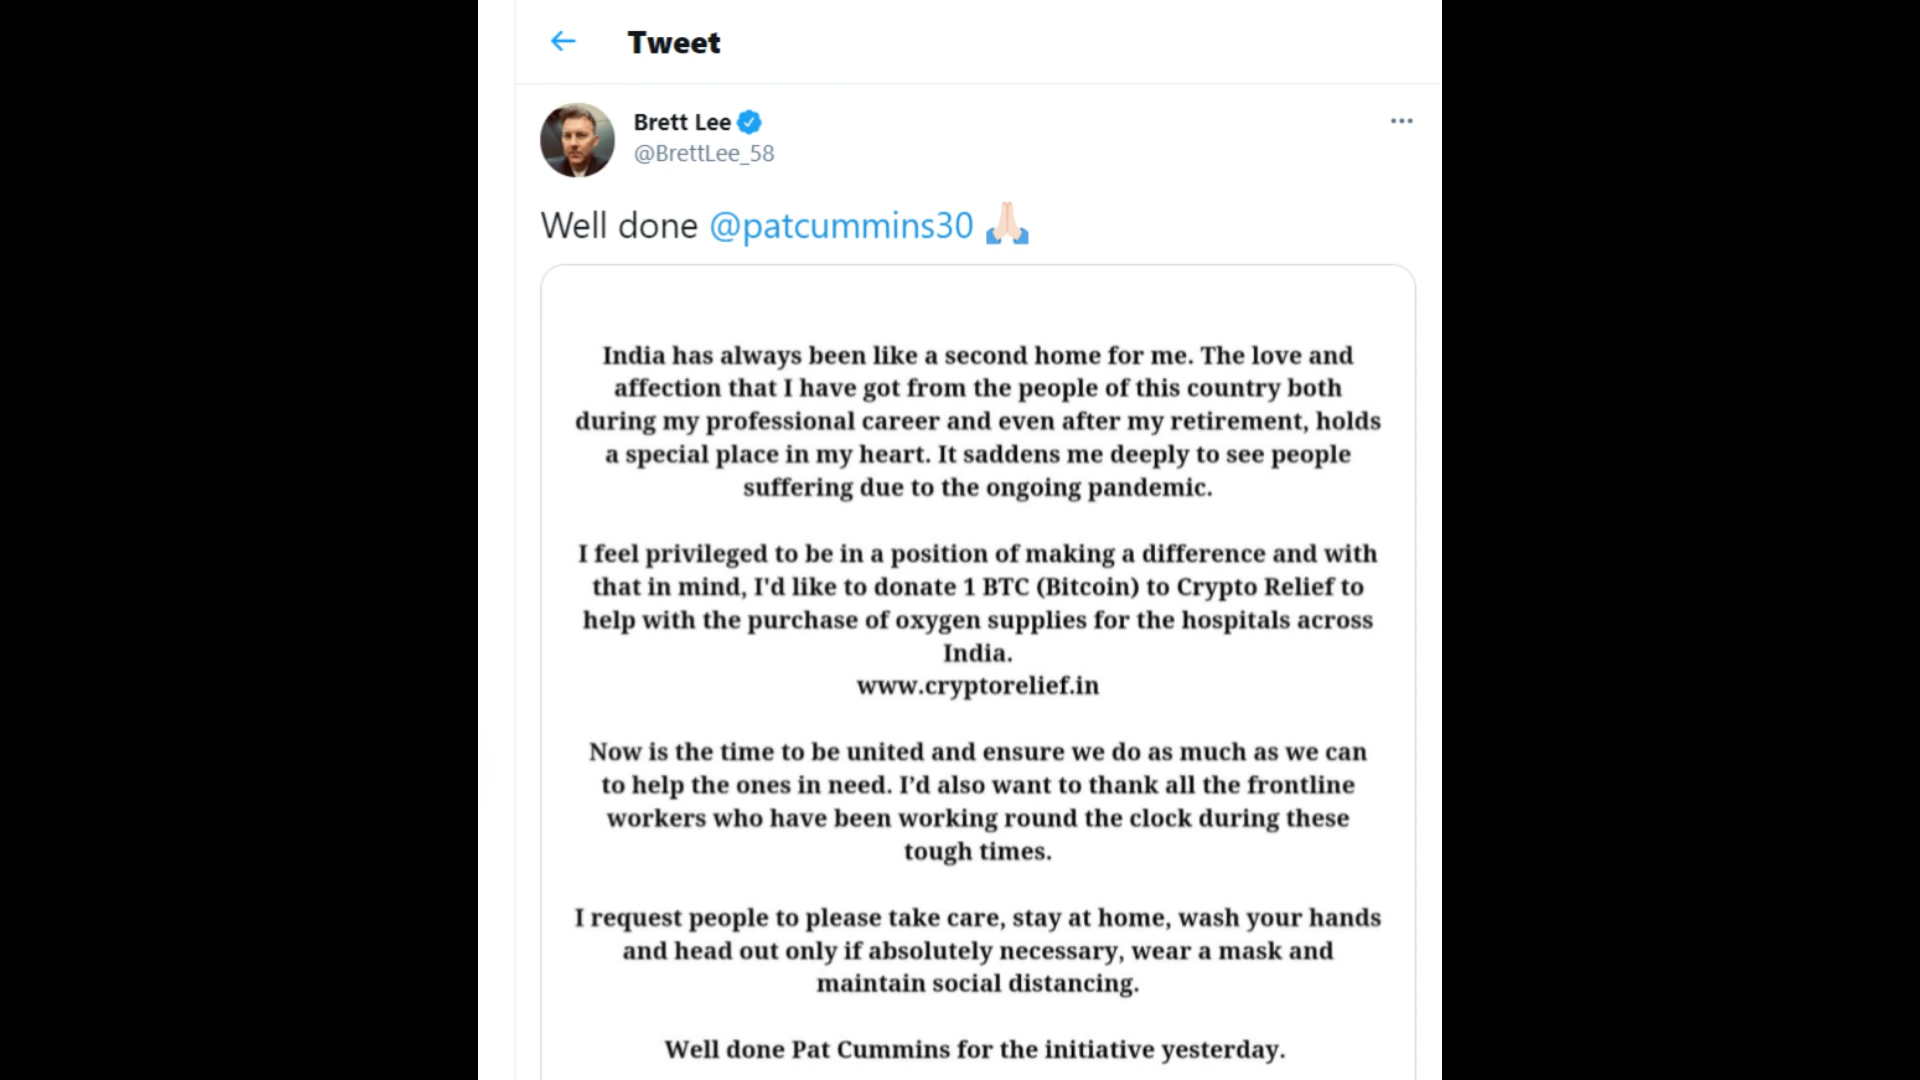 Tweet
Brett Lee
@BrettLee_58
Well done @patcummins30 🙏🏻
India has always been like a second home for me. The love and
affection that I have got from the people of this country both
during my professional career and even after my retirement, holds
a special place in my heart. It saddens me deeply to see people
suffering due to the ongoing pandemic.
I feel privileged to be in a position of making a difference and with
that in mind, I'd like to donate 1 BTC (Bitcoin) to Crypto Relief to
help with the purchase of oxygen supplies for the hospitals across
India.
www.cryptorelief.in
Now is the time to be united and ensure we do as much as we can
to help the ones in need. I’d also want to thank all the frontline
workers who have been working round the clock during these
tough times.
I request people to please take care, stay at home, wash your hands
and head out only if absolutely necessary, wear a mask and
maintain social distancing.
Well done Pat Cummins for the initiative yesterday.